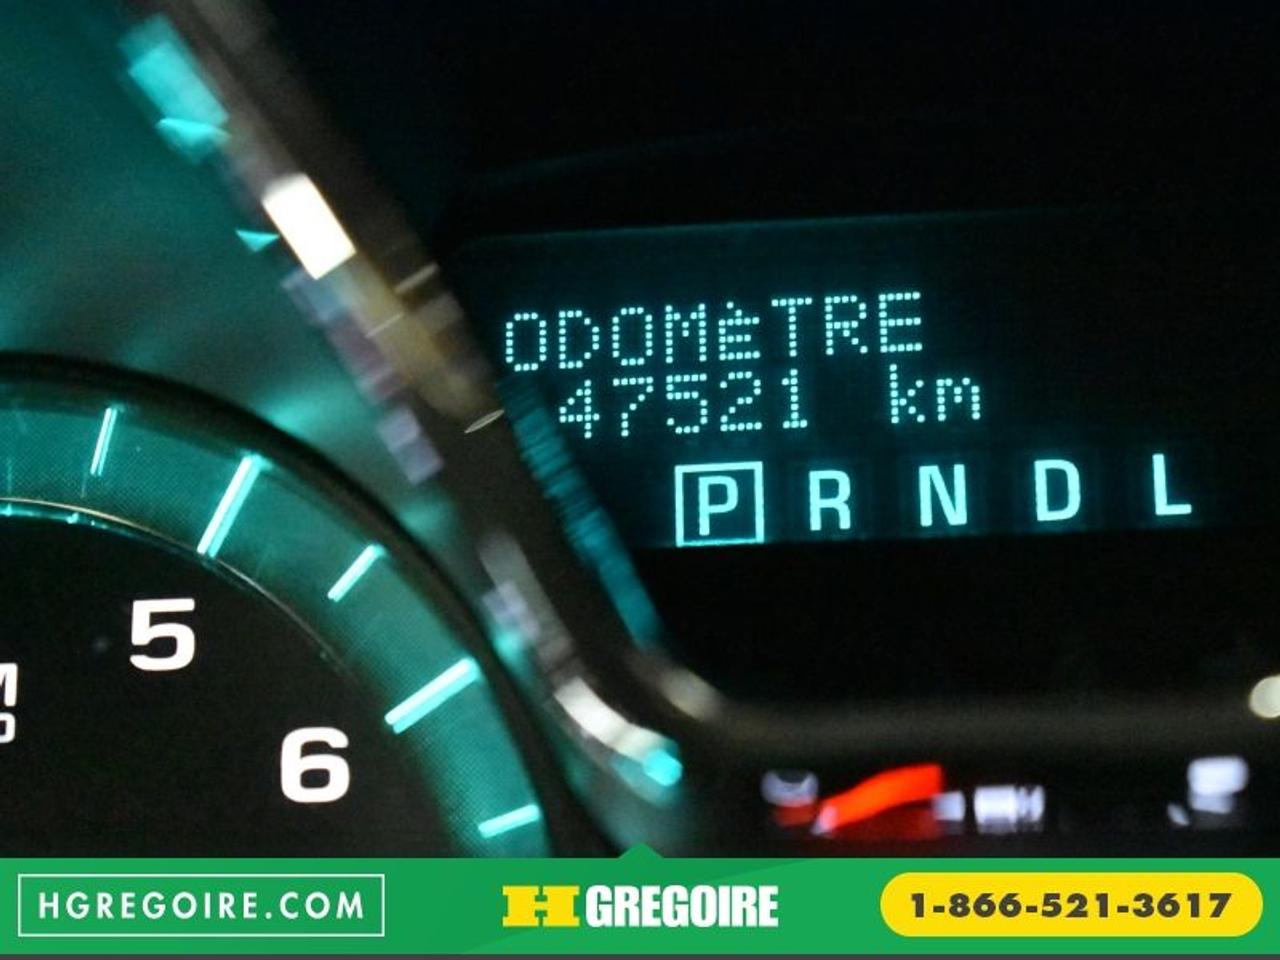 ODOMèTRE
47521 km
P R N D L
5
6
HGREGOIRE.COM
H GREGOIRE
1-866-521-3617